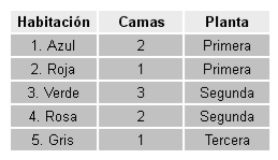 Habitación Camas Planta
1. Azul 2 Primera
2. Roja 1 Primera
3. Verde 3 Segunda
4. Rosa 2 Segunda
5. Gris 1 Tercera